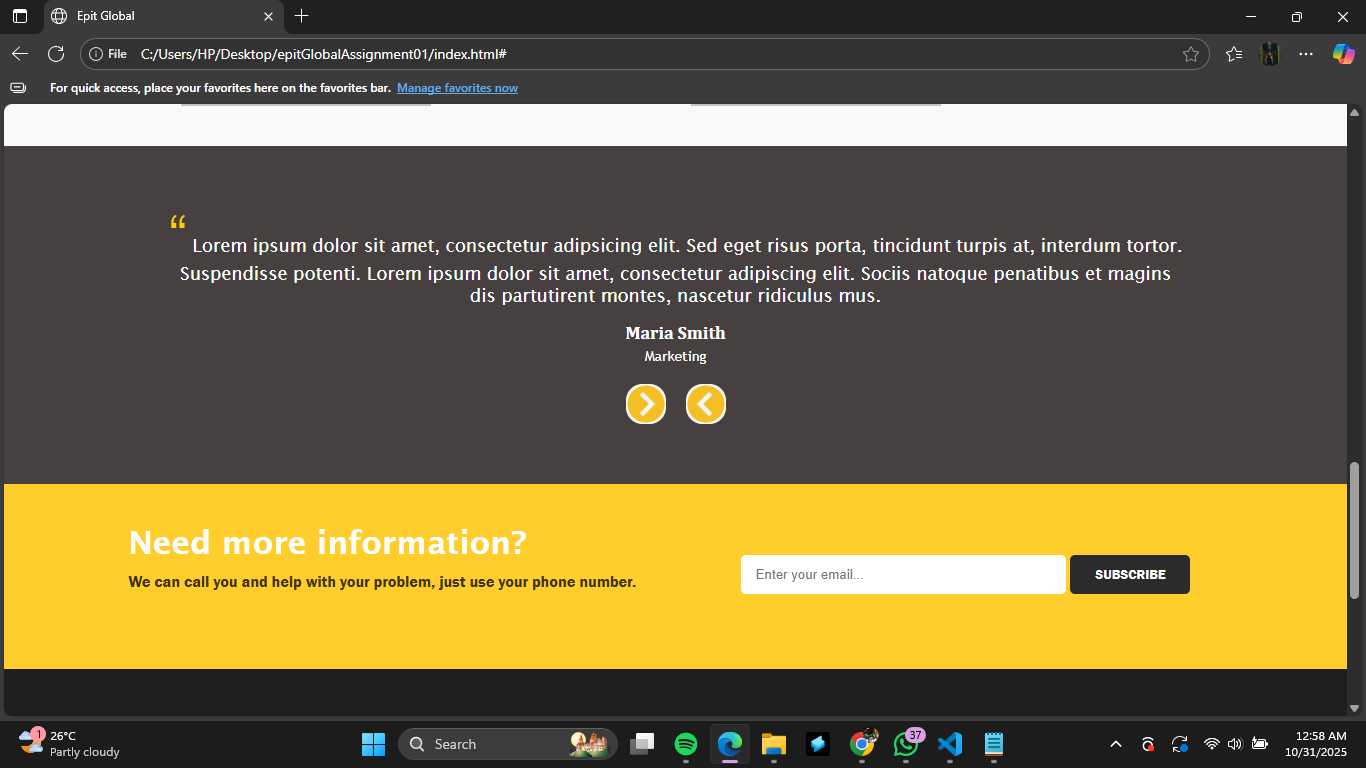 Epit Global
File C:/Users/HP/Desktop/epitGlobalAssignment01/index.html#
For quick access, place your favorites here on the favorites bar. Manage favorites now
“
Lorem ipsum dolor sit amet, consectetur adipsicing elit. Sed eget risus porta, tincidunt turpis at, interdum tortor.
Suspendisse potenti. Lorem ipsum dolor sit amet, consectetur adipiscing elit. Sociis natoque penatibus et magins
dis partutirent montes, nascetur ridiculus mus.
Maria Smith
Marketing
Need more information?
We can call you and help with your problem, just use your phone number.
Enter your email... SUBSCRIBE
1 26°C
Partly cloudy
Search
37
12:58 AM
10/31/2025